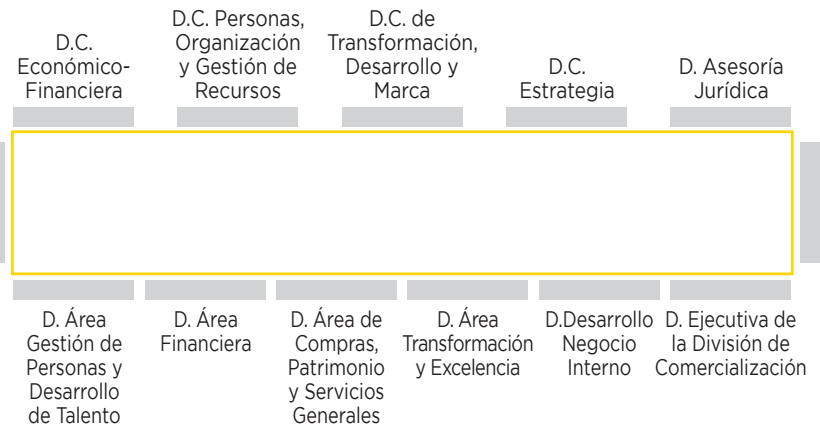 D.C.
Económico-
Financiera
D.C. Personas,
Organización
y Gestión de
Recursos
D.C. de
Transformación,
Desarrollo y
Marca
D.C.
Estrategia
D. Asesoría
Jurídica
D. Área
Gestión de
Personas y
Desarrollo
de Talento
D. Área
Financiera
D. Área de
Compras,
Patrimonio
y Servicios
Generales
D. Área
Transformación
y Excelencia
D.Desarrollo
Negocio
Interno
D. Ejecutiva de
la División de
Comercialización